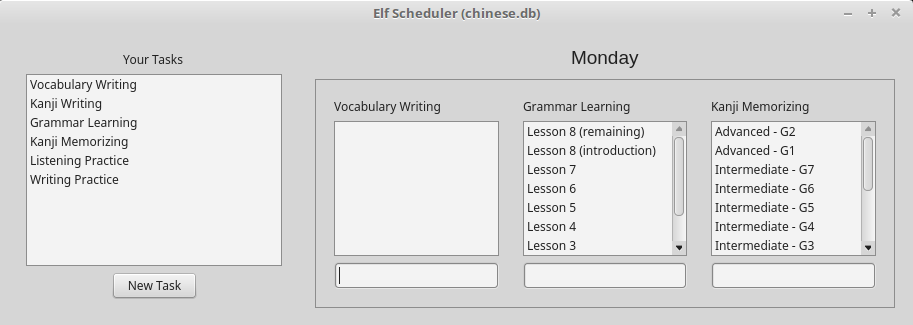 Elf Scheduler (chinese.db)
Your Tasks
Vocabulary Writing
Kanji Writing
Grammar Learning
Kanji Memorizing
Listening Practice
Writing Practice
New Task
Monday
Vocabulary Writing
Grammar Learning
Lesson 8 (remaining)
Lesson 8 (introduction)
Lesson 7
Lesson 6
Lesson 5
Lesson 4
Lesson 3
Kanji Memorizing
Advanced - G2
Advanced - G1
Intermediate - G7
Intermediate - G6
Intermediate - G5
Intermediate - G4
Intermediate - G3